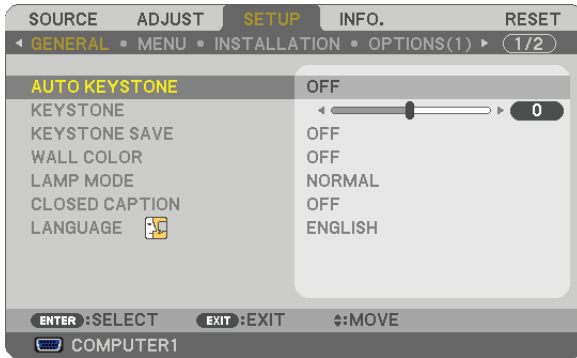 SOURCE ADJUST SETUP INFO. RESET
GENERAL • MENU • INSTALLATION • OPTIONS(1) 1/2
AUTO KEYSTONE OFF
KEYSTONE 0
KEYSTONE SAVE OFF
WALL COLOR OFF
LAMP MODE NORMAL
CLOSED CAPTION OFF
LANGUAGE ENGLISH
ENTER :SELECT EXIT :EXIT :MOVE
COMPUTER1